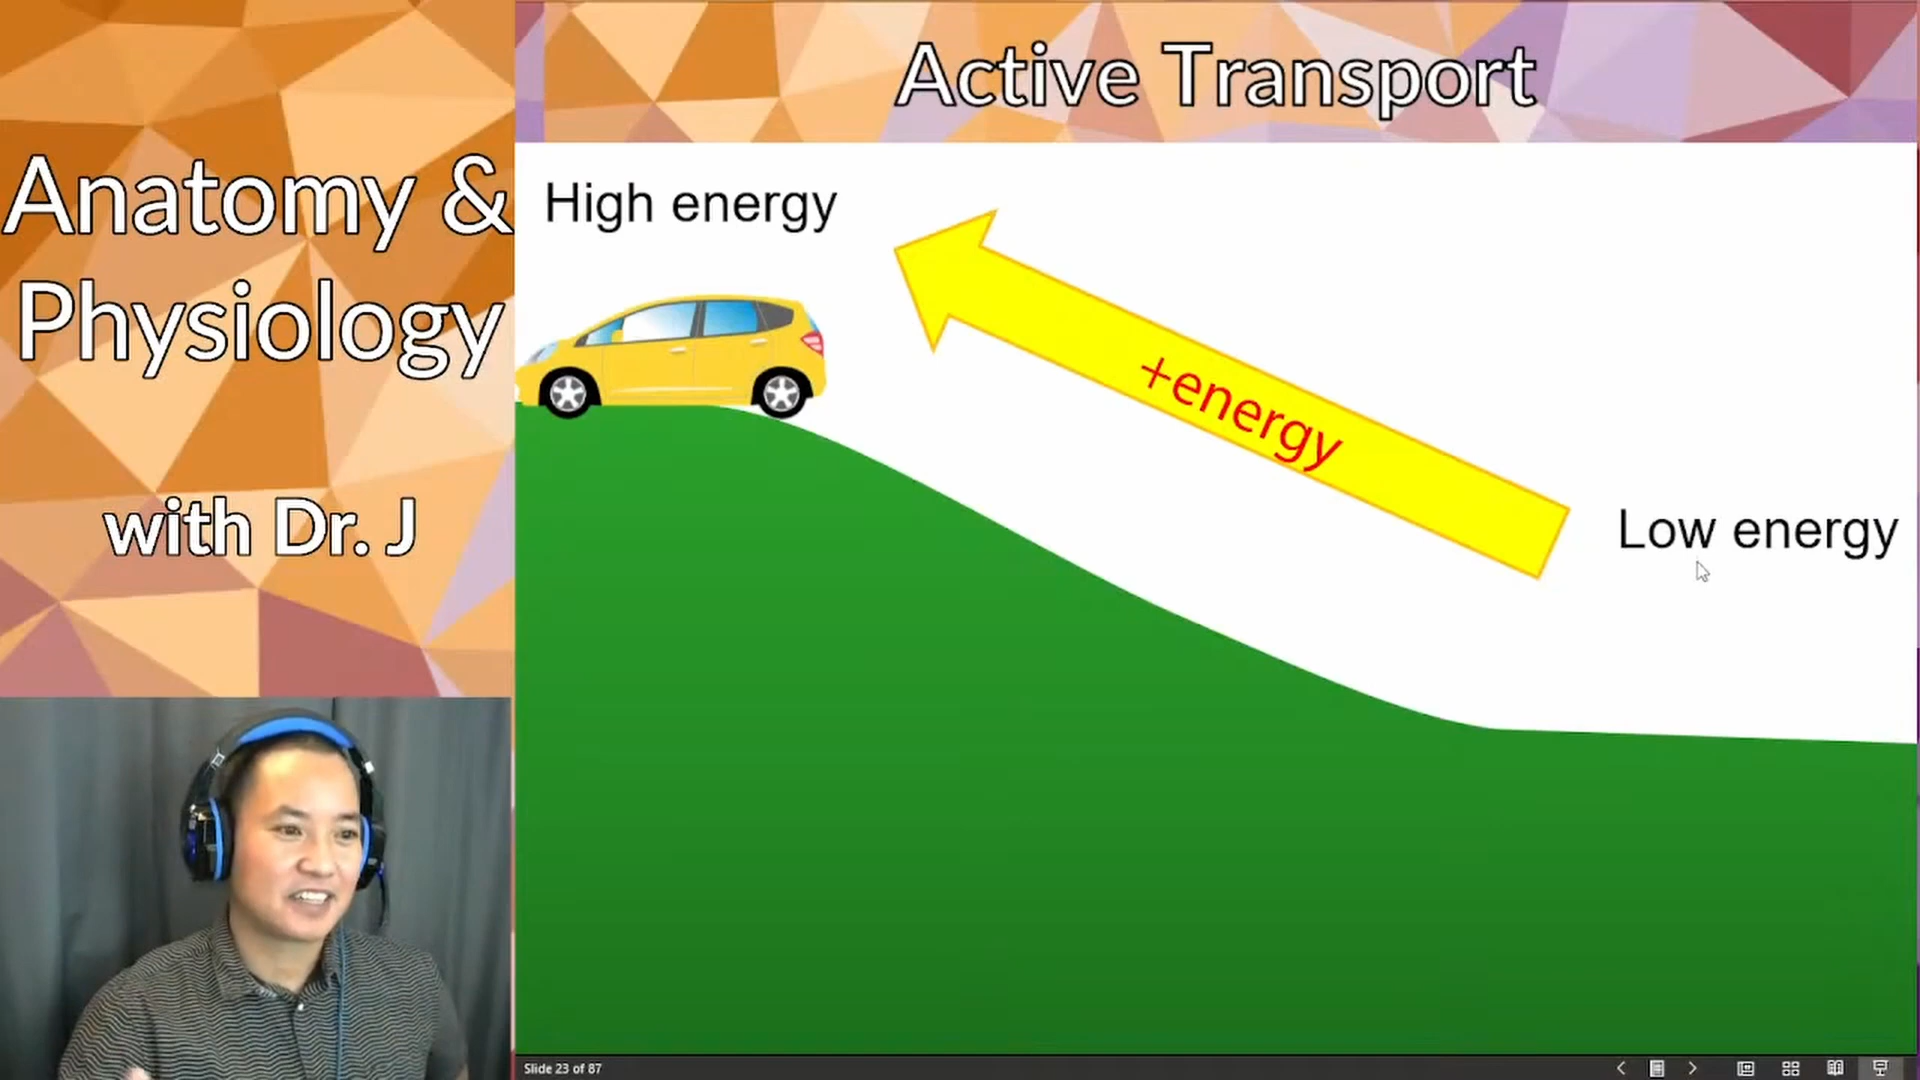 Anatomy &
Physiology
with Dr. J
Active Transport
High energy
+energy
Low energy
Slide 23 of 87